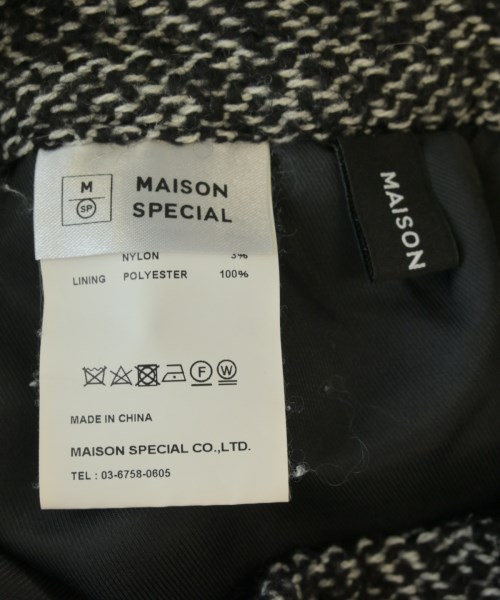 M
SP
MAISON
SPECIAL
NYLON 3%
LINING POLYESTER 100%
F W
MADE IN CHINA
MAISON SPECIAL CO.,LTD.
TEL : 03-6758-0605
MAISON